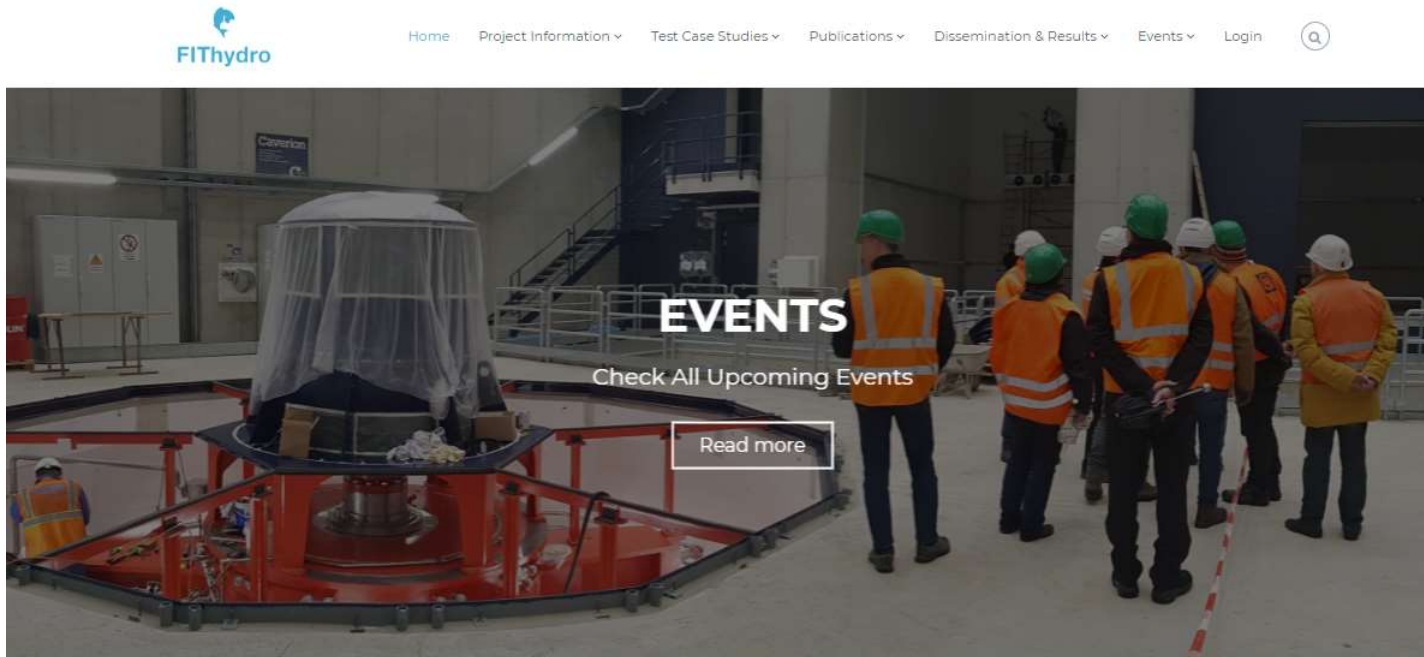 FIThydro
Home Project Information Test Case Studies Publications Dissemination & Results Events Login
Caverion
EVENTS
Check All Upcoming Events
Read more